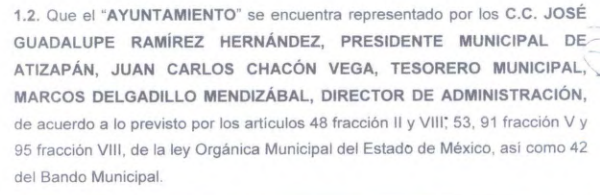 1.2. Que el “AYUNTAMIENTO” se encuentra representado por los C.C. JOSÉ
GUADALUPE RAMÍREZ HERNÁNDEZ, PRESIDENTE MUNICIPAL DE
ATIZAPÁN, JUAN CARLOS CHACÓN VEGA, TESORERO MUNICIPAL,
MARCOS DELGADILLO MENDIZÁBAL, DIRECTOR DE ADMINISTRACIÓN,
de acuerdo a lo previsto por los artículos 48 fracción II y VIII; 53, 91 fracción V y
95 fracción VIII, de la ley Orgánica Municipal del Estado de México, así como 42
del Bando Municipal.